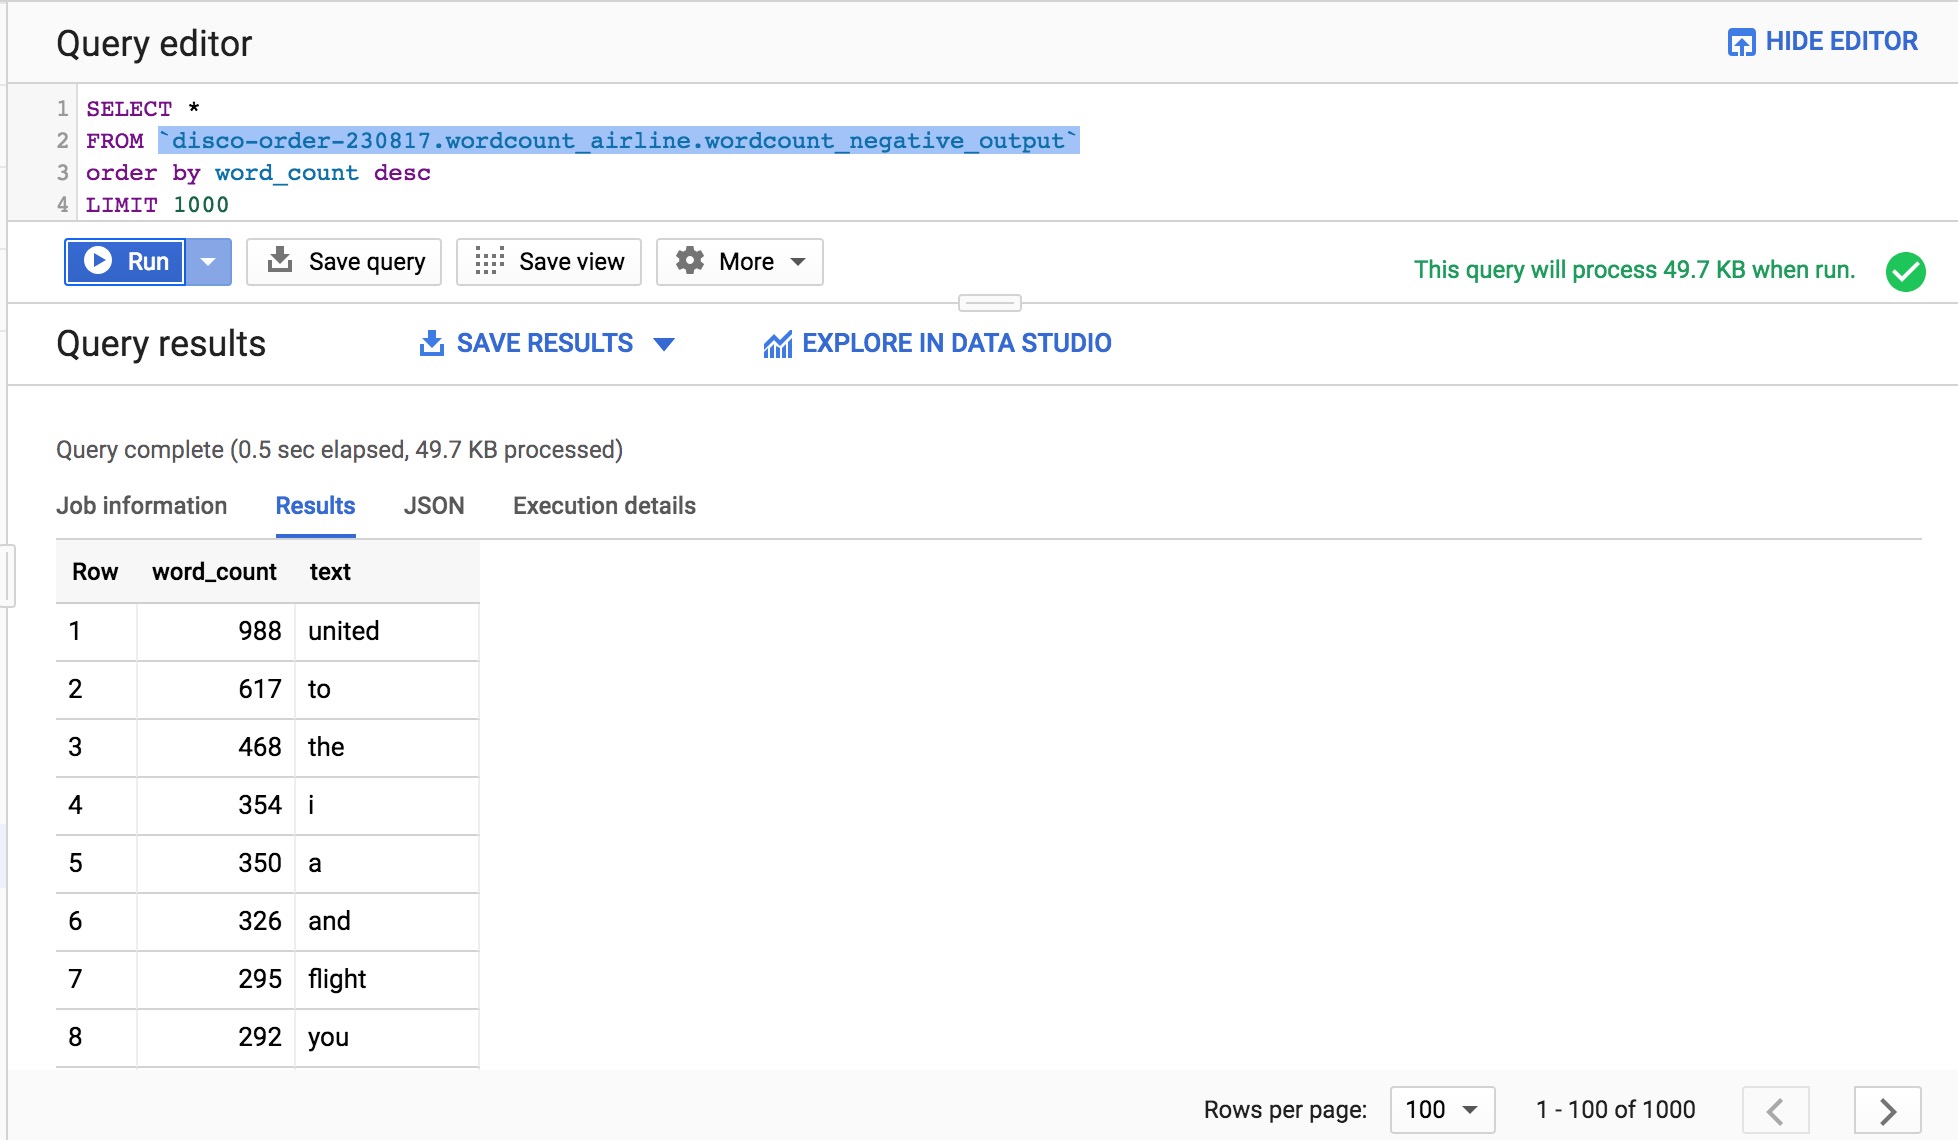 Query editor
HIDE EDITOR
1 SELECT *
2 FROM `disco-order-230817.wordcount_airline.wordcount_negative_output`
3 order by word_count desc
4 LIMIT 1000
Run
Save query
Save view
More
This query will process 49.7 KB when run.
Query results
SAVE RESULTS
EXPLORE IN DATA STUDIO
Query complete (0.5 sec elapsed, 49.7 KB processed)
Job information Results JSON Execution details
Row word_count text
1 988 united
2 617 to
3 468 the
4 354 i
5 350 a
6 326 and
7 295 flight
8 292 you
Rows per page: 100 1 - 100 of 1000